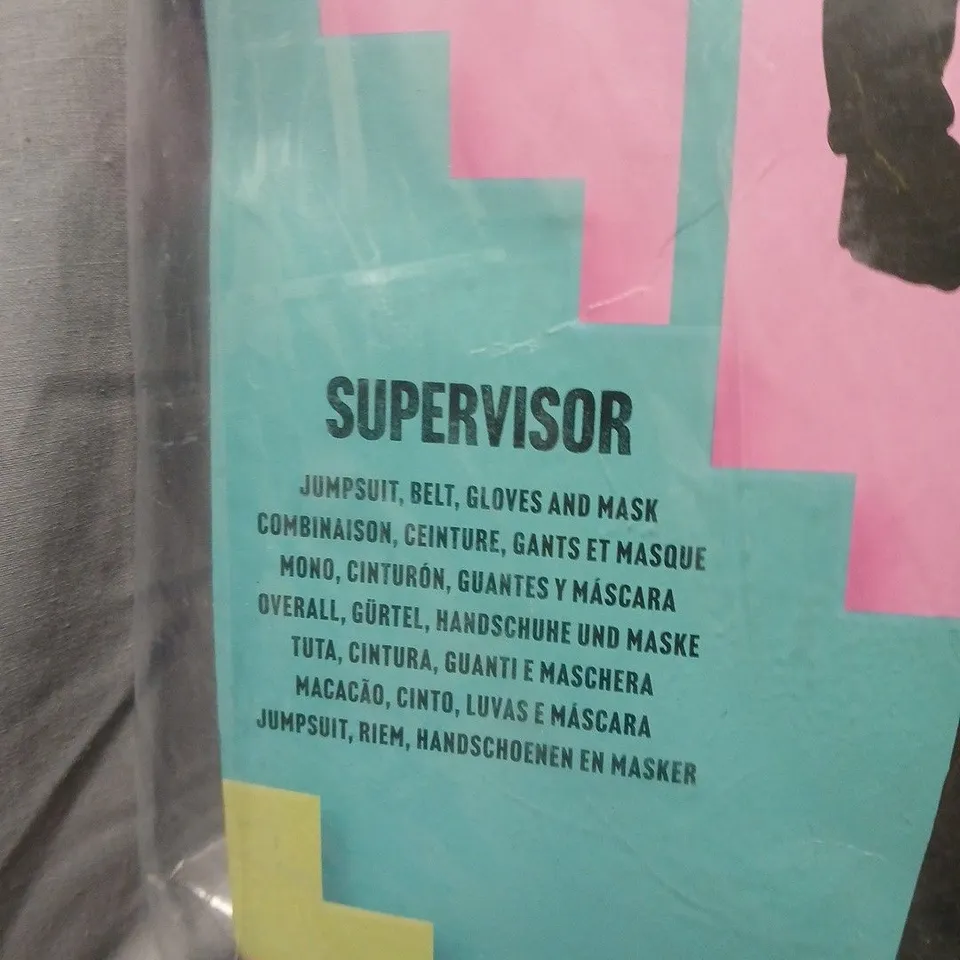 SUPERVISOR
JUMPSUIT, BELT, GLOVES AND MASK
COMBINAISON, CEINTURE, GANTS ET MASQUE
MONO, CINTURÓN, GUANTES Y MÁSCARA
OVERALL, GÜRTEL, HANDSCHUHE UND MASKE
TUTA, CINTURA, GUANTI E MASCHERA
MACACÃO, CINTO, LUVAS E MÁSCARA
JUMPSUIT, RIEM, HANDSCHOENEN EN MASKER